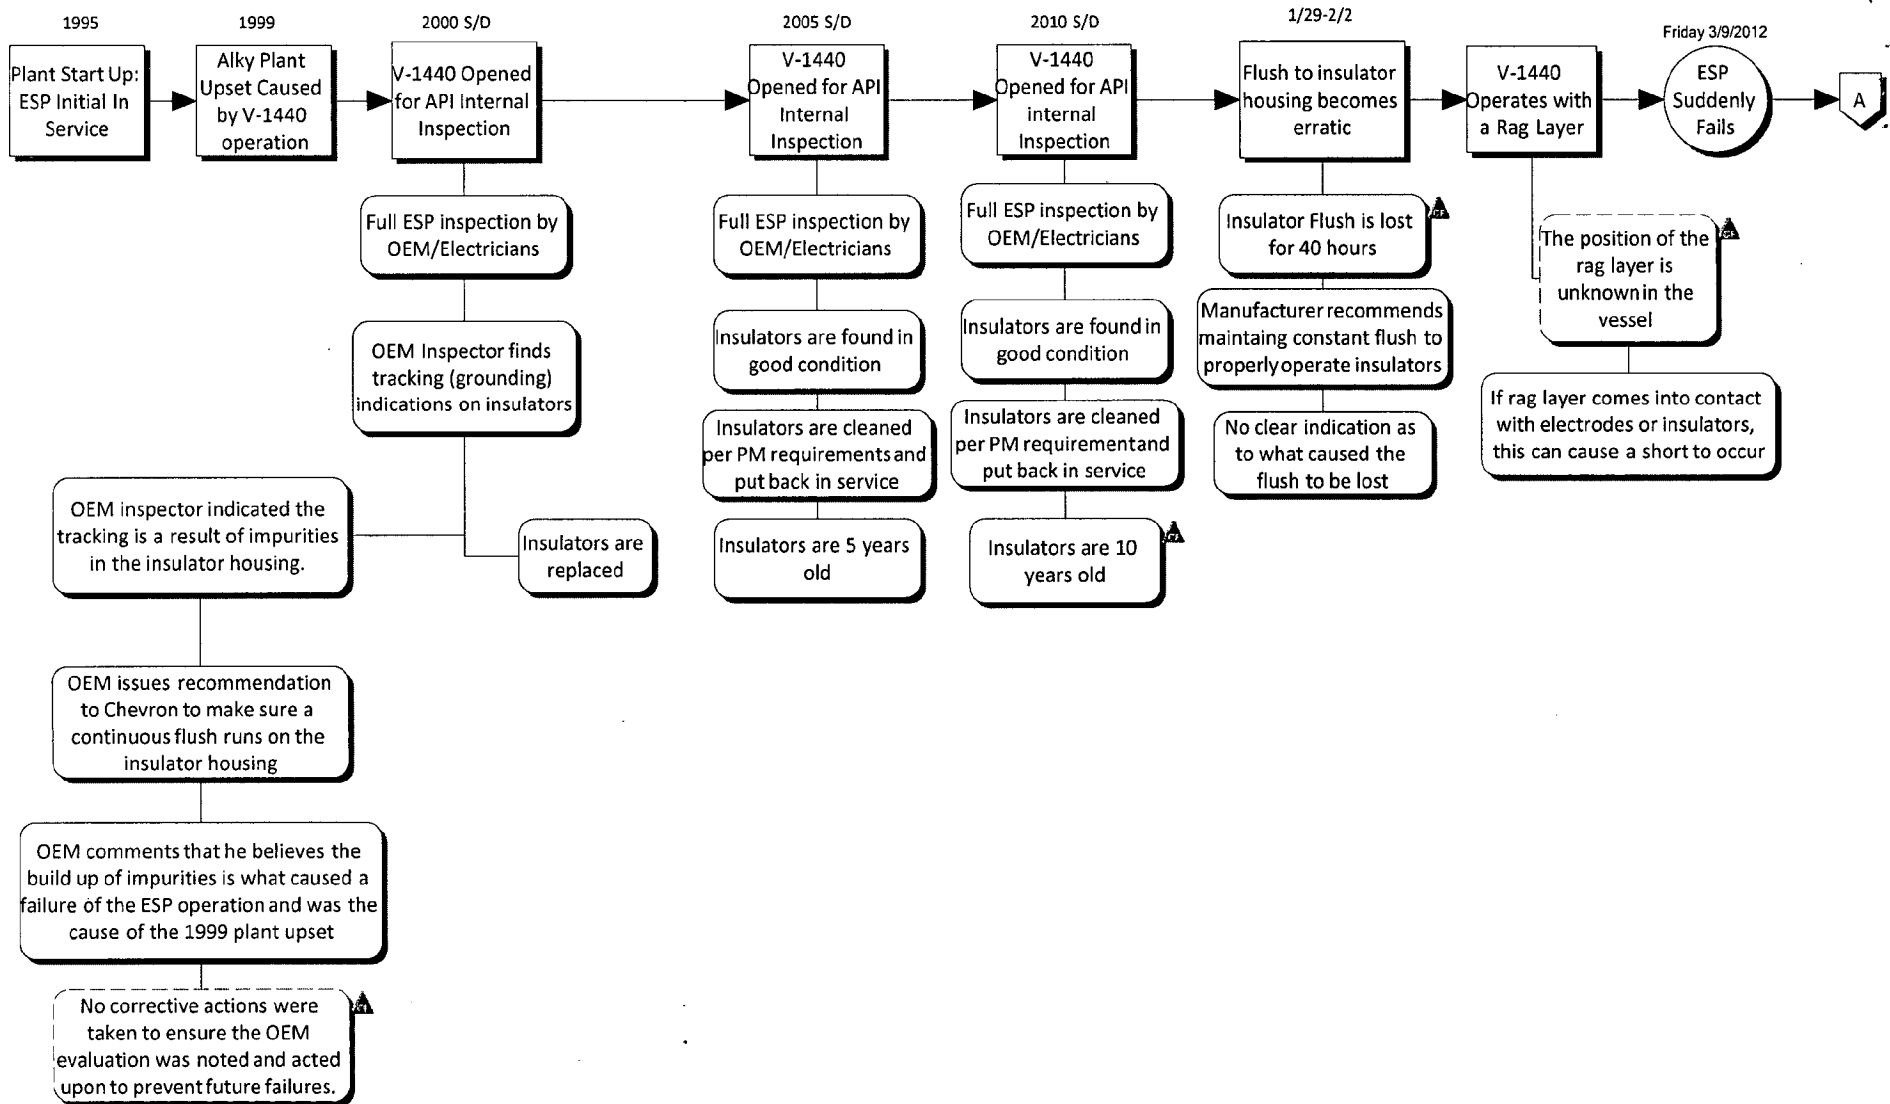 1995
1999
2000 S/D
2005 S/D
2010 S/D
1/29-2/2
Friday 3/9/2012
Plant Start Up:
ESP Initial In
Service
Alky Plant
Upset Caused
by V-1440
operation
V-1440 Opened
for API Internal
Inspection
V-1440
Opened for API
Internal
Inspection
V-1440
Opened for API
internal
Inspection
Flush to insulator
housing becomes
erratic
V-1440
Operates with
a Rag Layer
ESP
Suddenly
Fails
A
Full ESP inspection by
OEM/Electricians
OEM Inspector finds
tracking (grounding)
indications on insulators
OEM inspector indicated the
tracking is a result of impurities
in the insulator housing.
Insulators are
replaced
OEM issues recommendation
to Chevron to make sure a
continuous flush runs on the
insulator housing
OEM comments that he believes the
build up of impurities is what caused a
failure of the ESP operation and was the
cause of the 1999 plant upset
No corrective actions were
taken to ensure the OEM
evaluation was noted and acted
upon to prevent future failures.
Full ESP inspection by
OEM/Electricians
Insulators are found in
good condition
Insulators are cleaned
per PM requirements and
put back in service
Insulators are 5 years
old
Full ESP inspection by
OEM/Electricians
Insulators are found in
good condition
Insulators are cleaned
per PM requirement and
put back in service
Insulators are 10
years old
Insulator Flush is lost
for 40 hours
CF
Manufacturer recommends
maintaing constant flush to
properly operate insulators
No clear indication as
to what caused the
flush to be lost
The position of the
rag layer is
unknown in the
vessel
CF
If rag layer comes into contact
with electrodes or insulators,
this can cause a short to occur